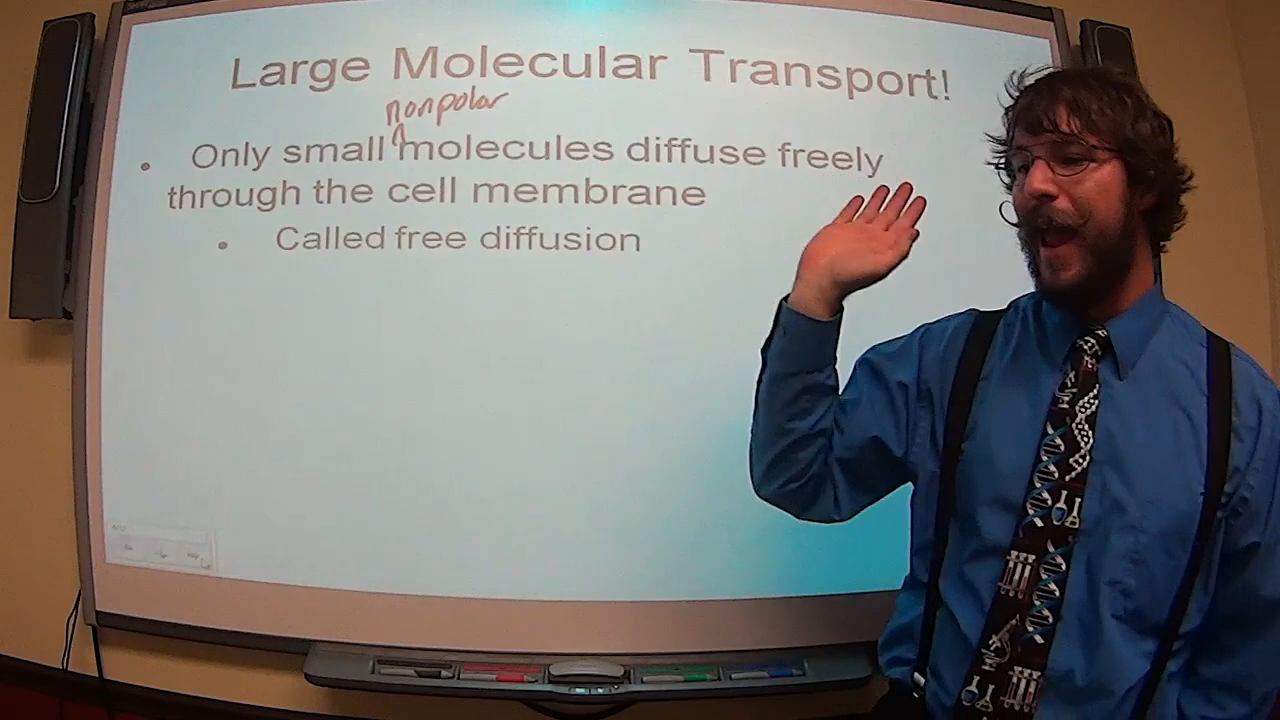 Large Molecular Transport!
nonpolar
• Only small ^ molecules diffuse freely
through the cell membrane
• Called free diffusion